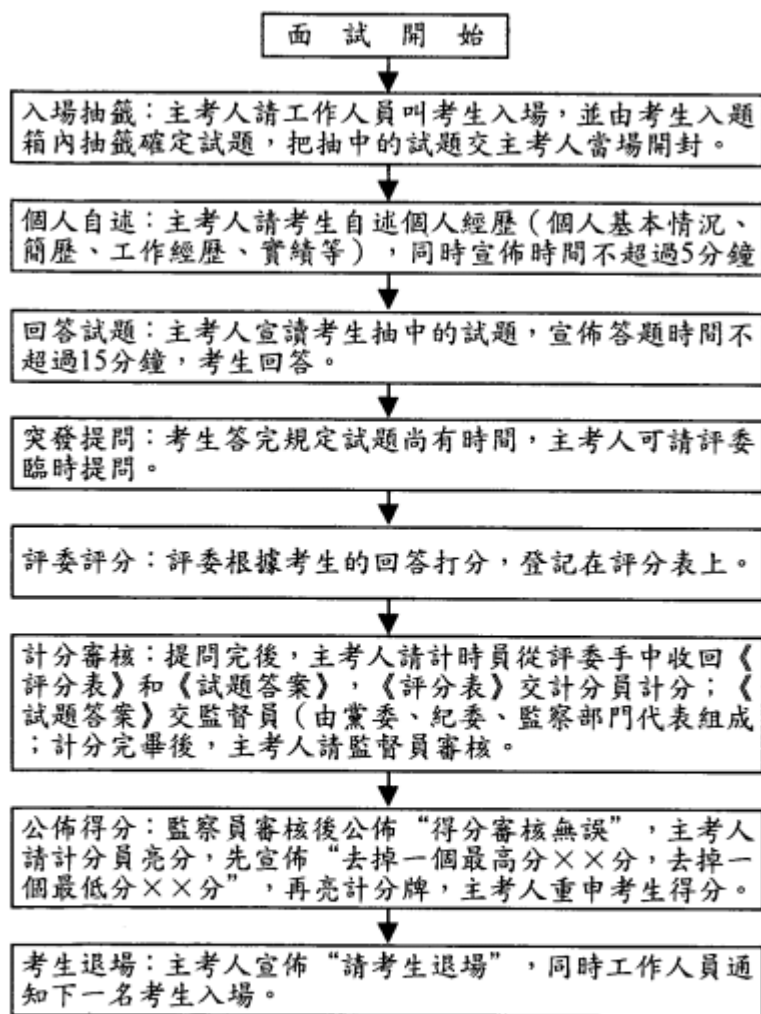 面試開始
入場抽籤：主考人請工作人員叫考生入場，並由考生入題
箱內抽籤確定試題，把抽中的試題交主考人當場開封。
個人自述：主考人請考生自述個人經歷（個人基本情況、
簡歷、工作經歷、實績等），同時宣佈時間不超過5分鐘
回答試題：主考人宣讀考生抽中的試題，宣佈答題時間不
超過15分鐘，考生回答。
突發提問：考生答完規定試題尚有時間，主考人可請評委
臨時提問。
評委評分：評委根據考生的回答打分，登記在評分表上。
計分審核：提問完後，主考人請計時員從評委手中收回《
評分表》和《試題答案》，《評分表》交計分員計分；《
試題答案》交監督員（由黨委、紀委、監察部門代表組成
；計分完畢後，主考人請監督員審核。
公佈得分：監察員審核後公佈“得分審核無誤”，主考人
請計分員亮分，先宣佈“去掉一個最高分××分，去掉一
個最低分××分”，再亮計分牌，主考人重申考生得分。
考生退場：主考人宣佈“請考生退場”，同時工作人員通
知下一名考生入場。